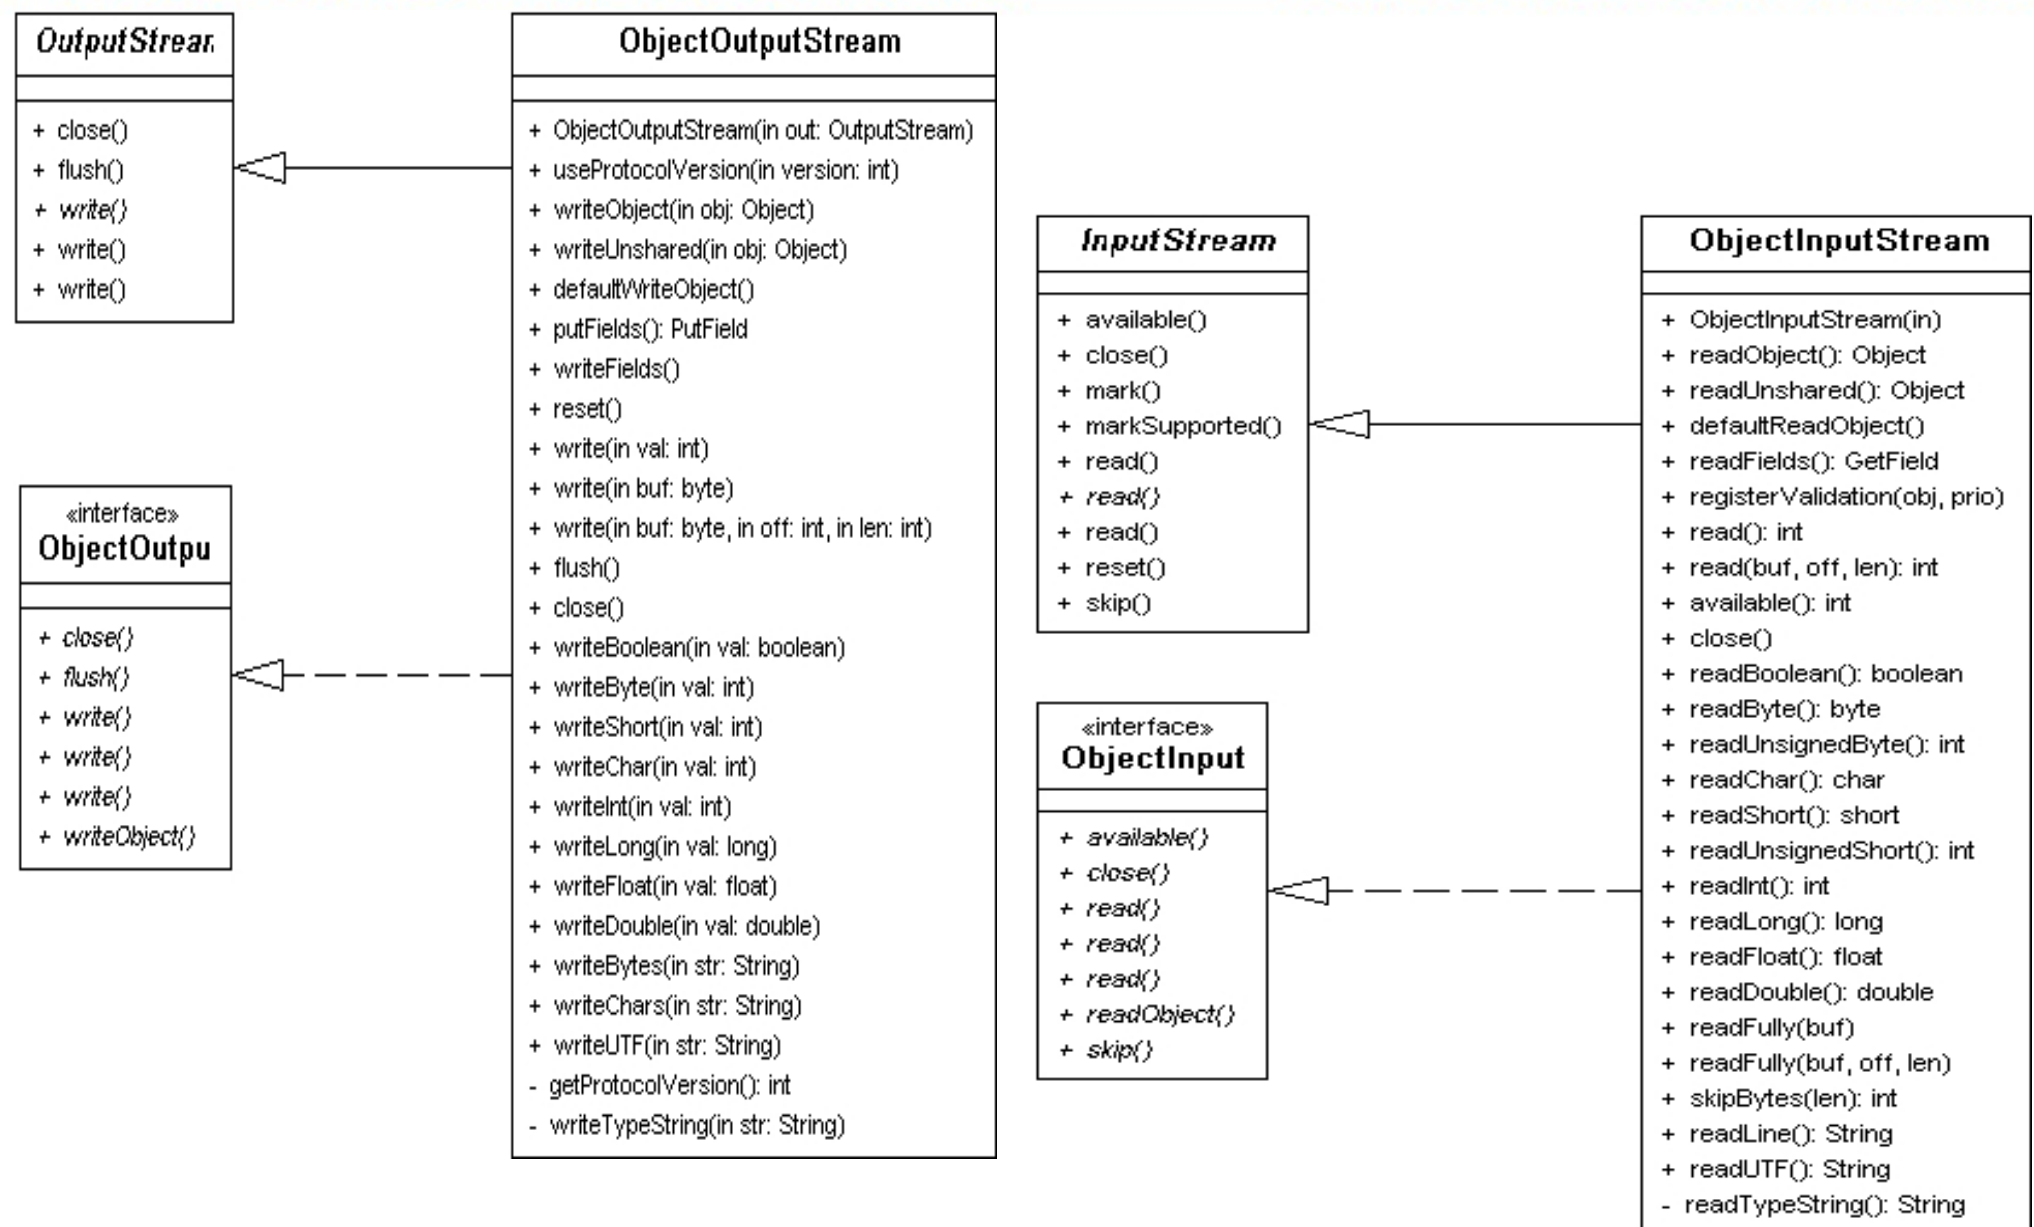 OutputStrear
+ close()
+ flush()
+ write()
+ write()
+ write()
«interface»
ObjectOutpu
+ close()
+ flush()
+ write()
+ write()
+ write()
+ writeObject()
ObjectOutputStream
+ ObjectOutputStream(in out: OutputStream)
+ useProtocolVersion(in version: int)
+ writeObject(in obj: Object)
+ writeUnshared(in obj: Object)
+ defaultWriteObject()
+ putFields(): PutField
+ writeFields()
+ reset()
+ write(in val: int)
+ write(in buf: byte)
+ write(in buf: byte, in off: int, in len: int)
+ flush()
+ close()
+ writeBoolean(in val: boolean)
+ writeByte(in val: int)
+ writeShort(in val: int)
+ writeChar(in val: int)
+ writeInt(in val: int)
+ writeLong(in val: long)
+ writeFloat(in val: float)
+ writeDouble(in val: double)
+ writeBytes(in str: String)
+ writeChars(in str: String)
+ writeUTF(in str: String)
- getProtocolVersion(): int
- writeTypeString(in str: String)
InputStream
+ available()
+ close()
+ mark()
+ markSupported()
+ read()
+ read()
+ read()
+ reset()
+ skip()
«interface»
ObjectInput
+ available()
+ close()
+ read()
+ read()
+ read()
+ readObject()
+ skip()
ObjectInputStream
+ ObjectInputStream(in)
+ readObject(): Object
+ readUnshared(): Object
+ defaultReadObject()
+ readFields(): GetField
+ registerValidation(obj, prio)
+ read(): int
+ read(buf, off, len): int
+ available(): int
+ close()
+ readBoolean(): boolean
+ readByte(): byte
+ readUnsignedByte(): int
+ readChar(): char
+ readShort(): short
+ readUnsignedShort(): int
+ readInt(): int
+ readLong(): long
+ readFloat(): float
+ readDouble(): double
+ readFully(buf)
+ readFully(buf, off, len)
+ skipBytes(len): int
+ readLine(): String
+ readUTF(): String
- readTypeString(): String